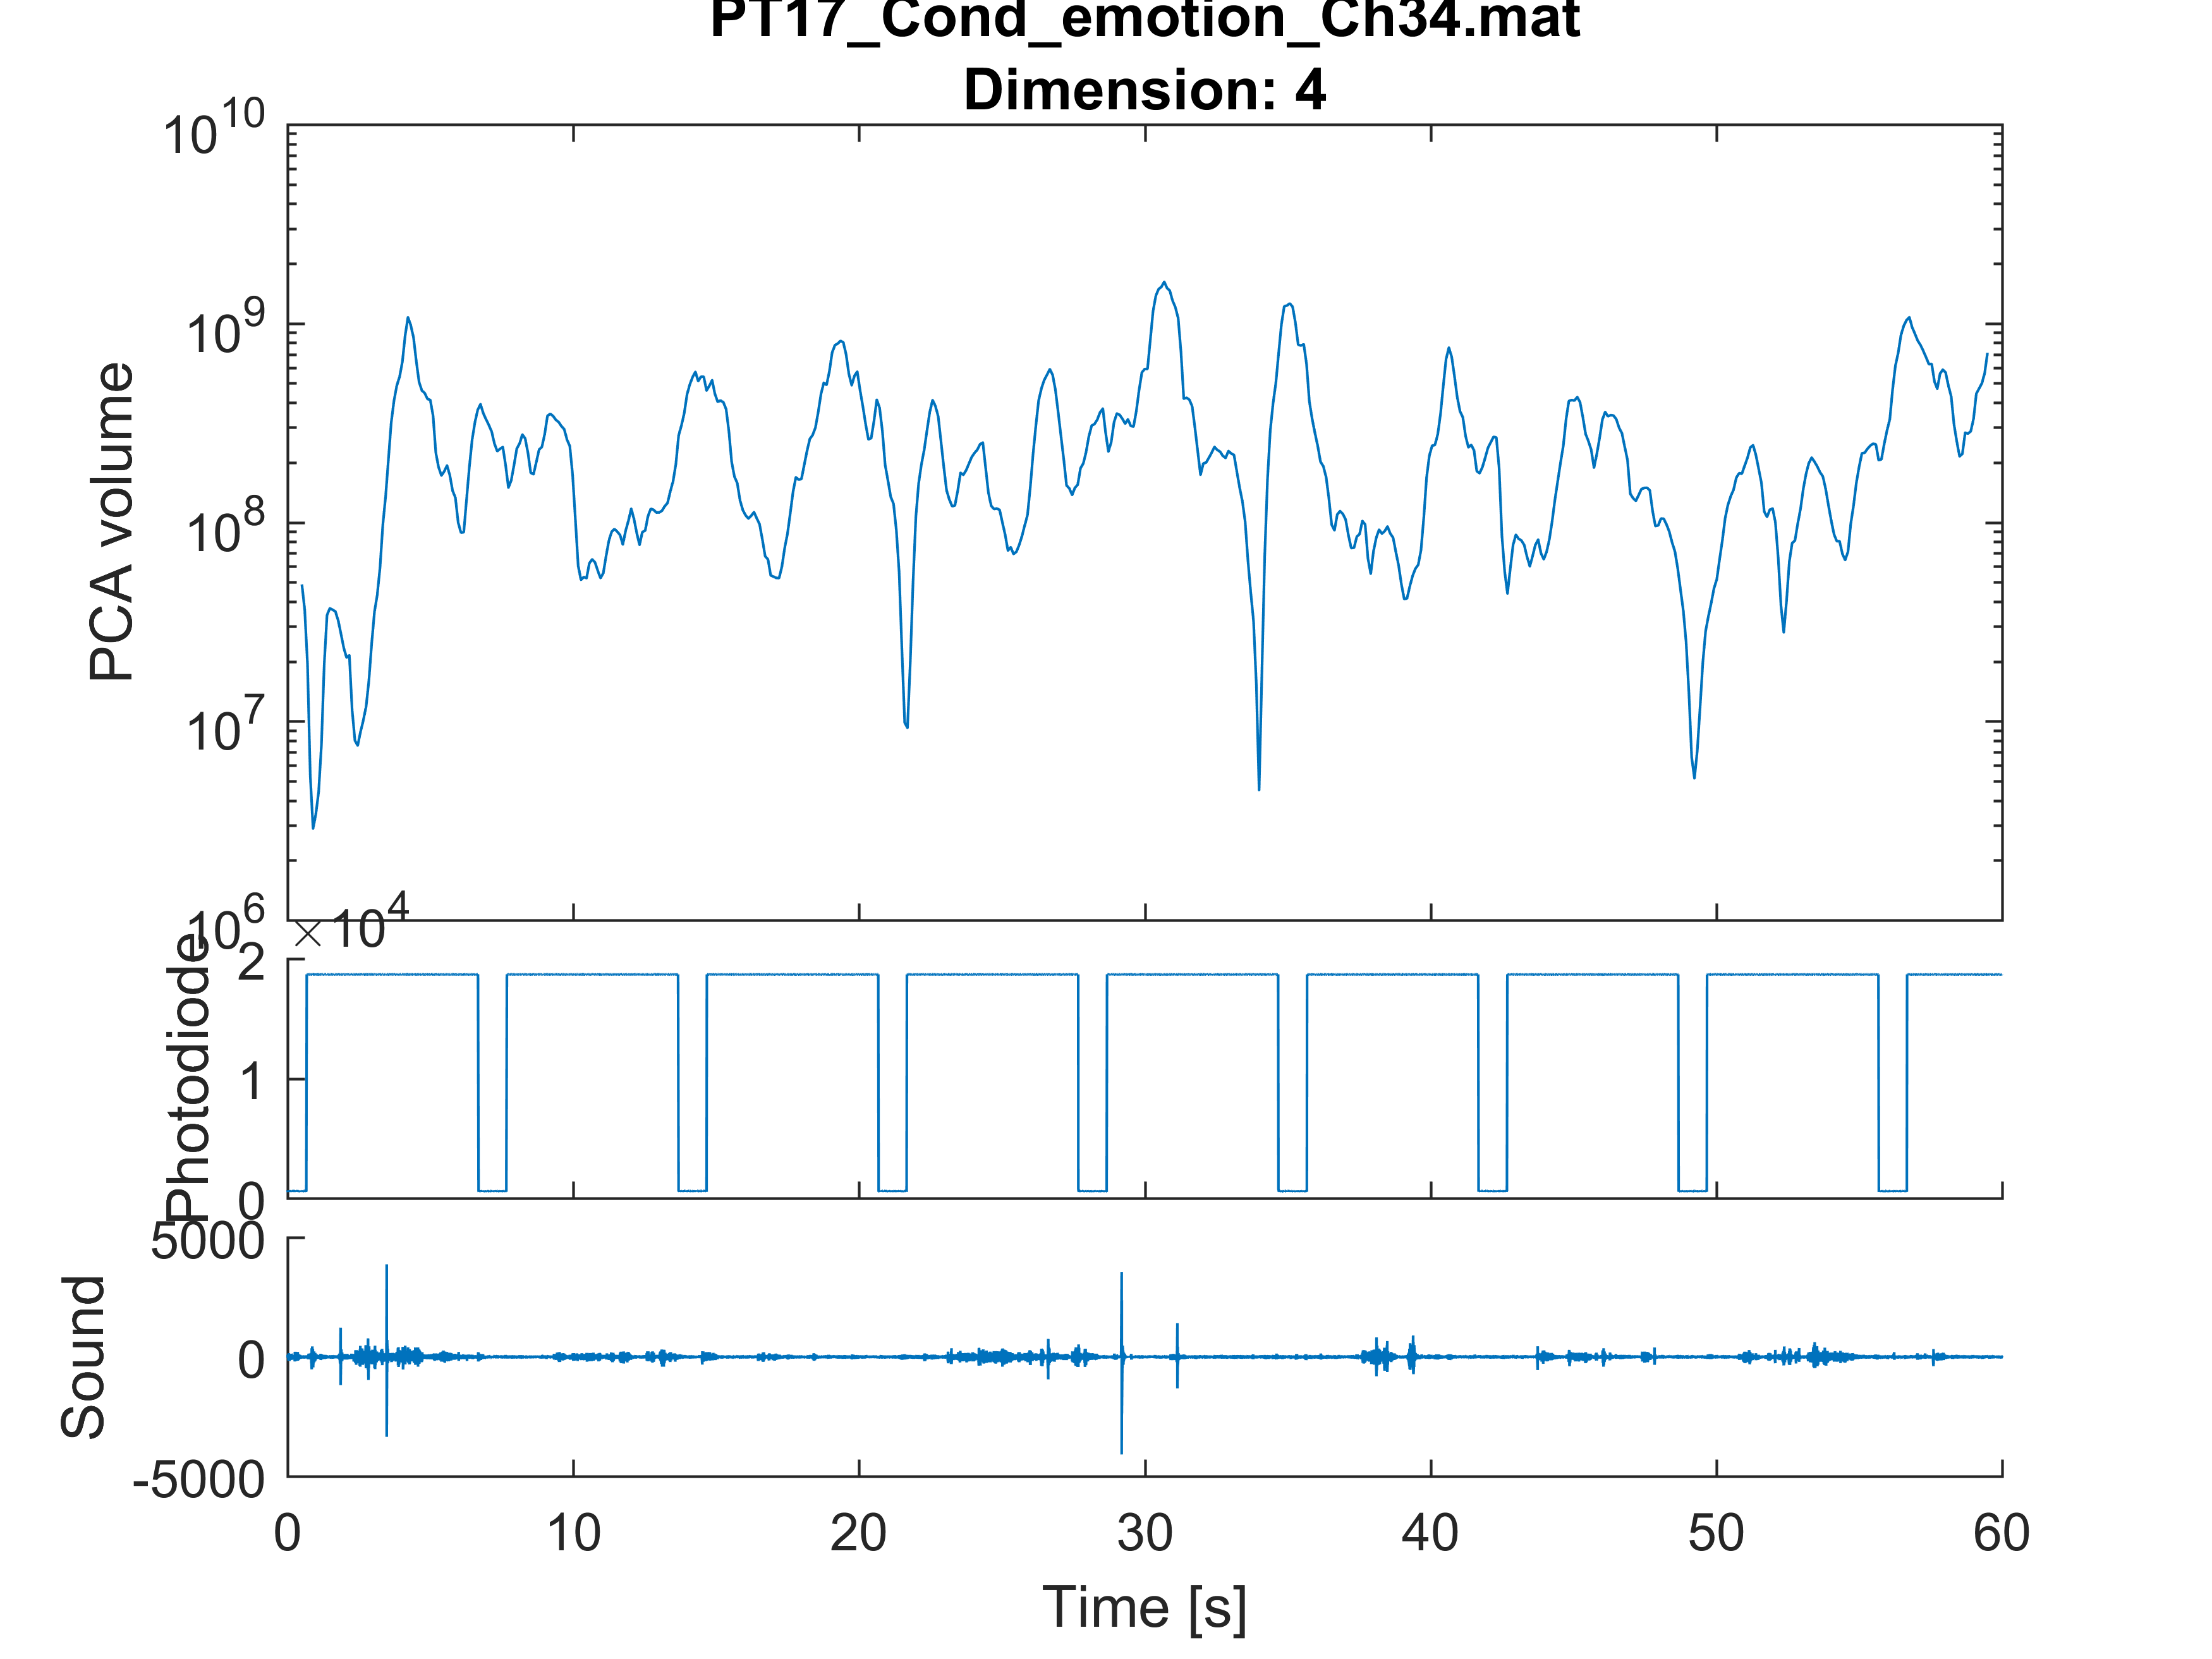 PT17_Cond_emotion_Ch34.mat
Dimension: 4
10^10
10^9
10^8
10^7
10^6
PCA volume
× 10^4
2
1
0
Photodiode
5000
0
-5000
Sound
0 10 20 30 40 50 60
Time [s]